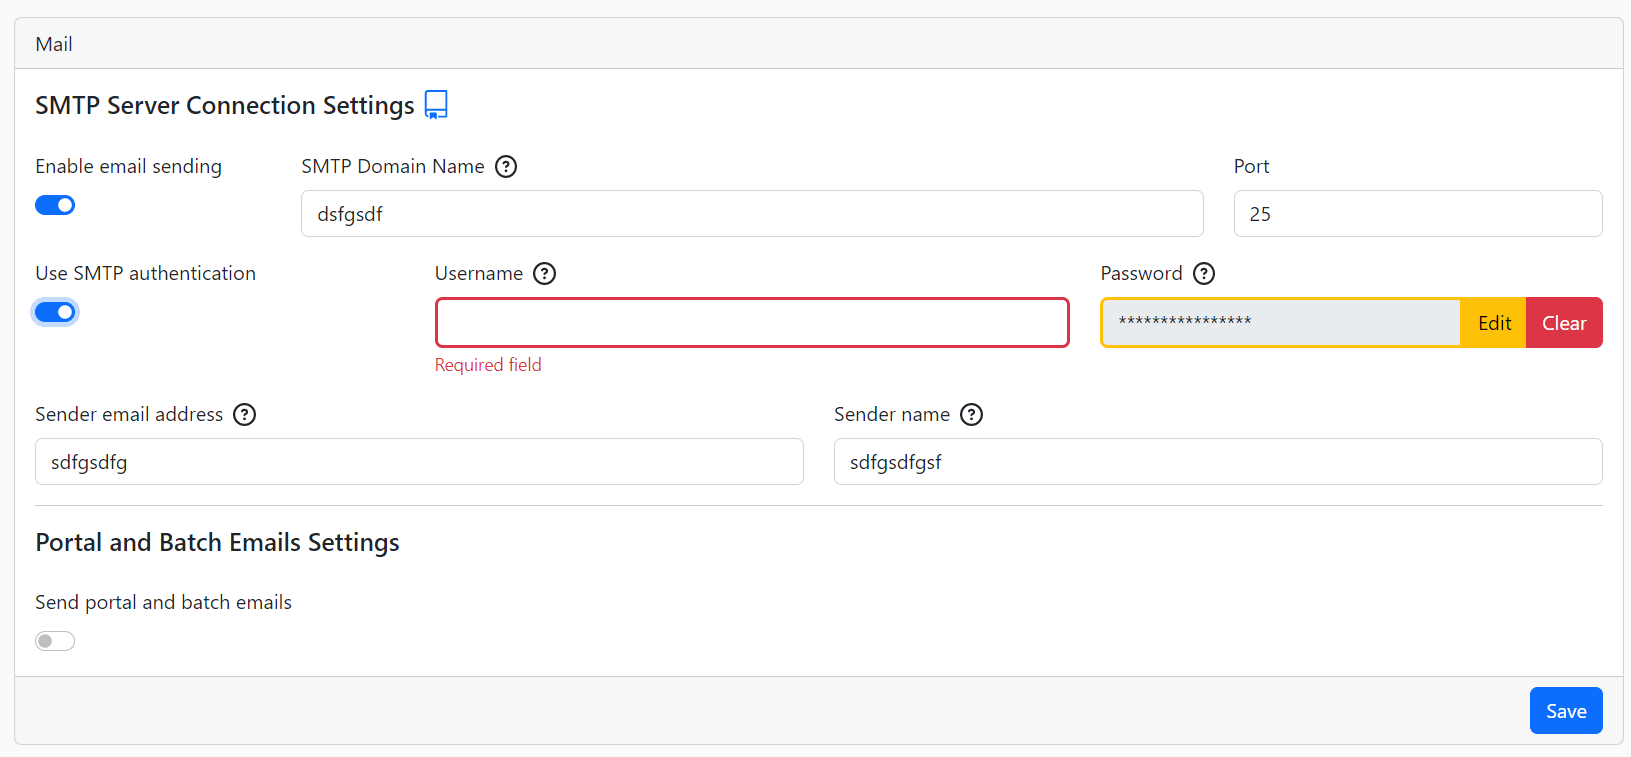 Mail
SMTP Server Connection Settings
Enable email sending
SMTP Domain Name ?
Port
dsfgsdf
25
Use SMTP authentication
Username ?
Password ?
****************
Edit
Clear
Required field
Sender email address ?
Sender name ?
sdfgsdfg
sdfgsdfgsf
Portal and Batch Emails Settings
Send portal and batch emails
Save